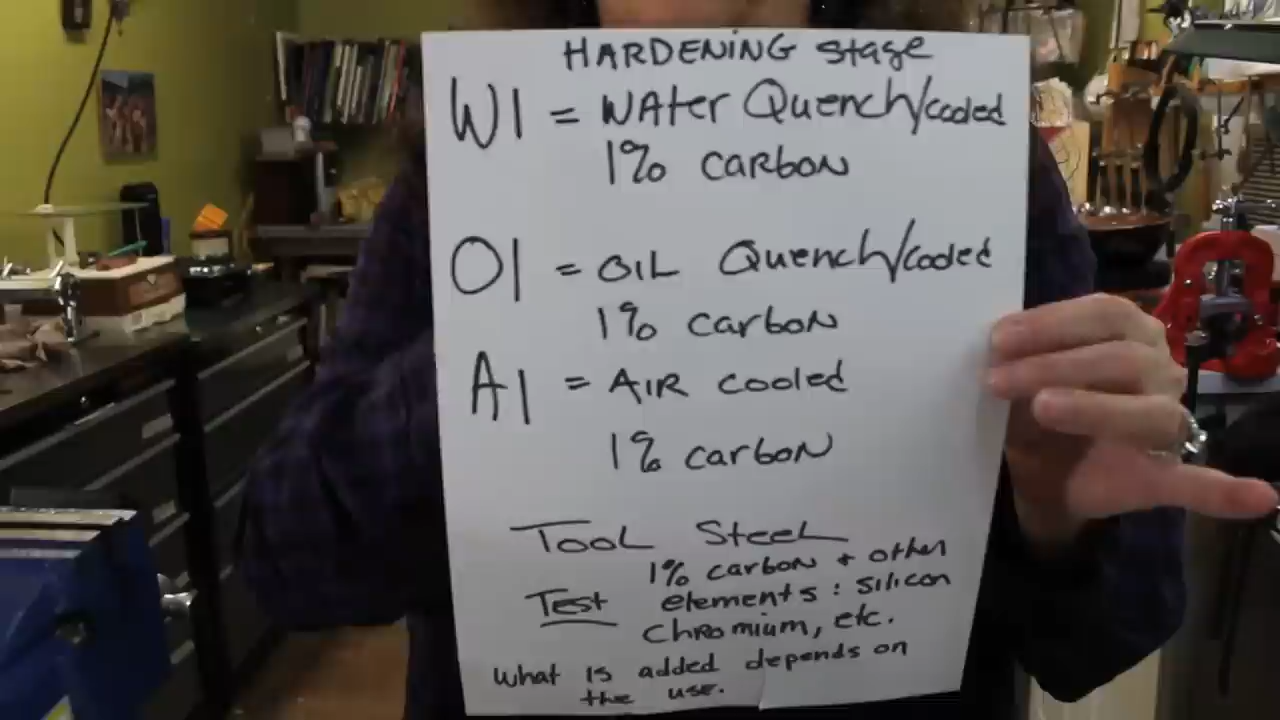 HARDENING stage
W1 = WAter Quench/cooled
1% carbon
O1 = OIL Quench/cooled
1% carbon
A1 = AIR cooled
1% carbon
Tool Steel
1% carbon + other
Test elements : silicon
Chromium, etc.
What is added depends on
the use.